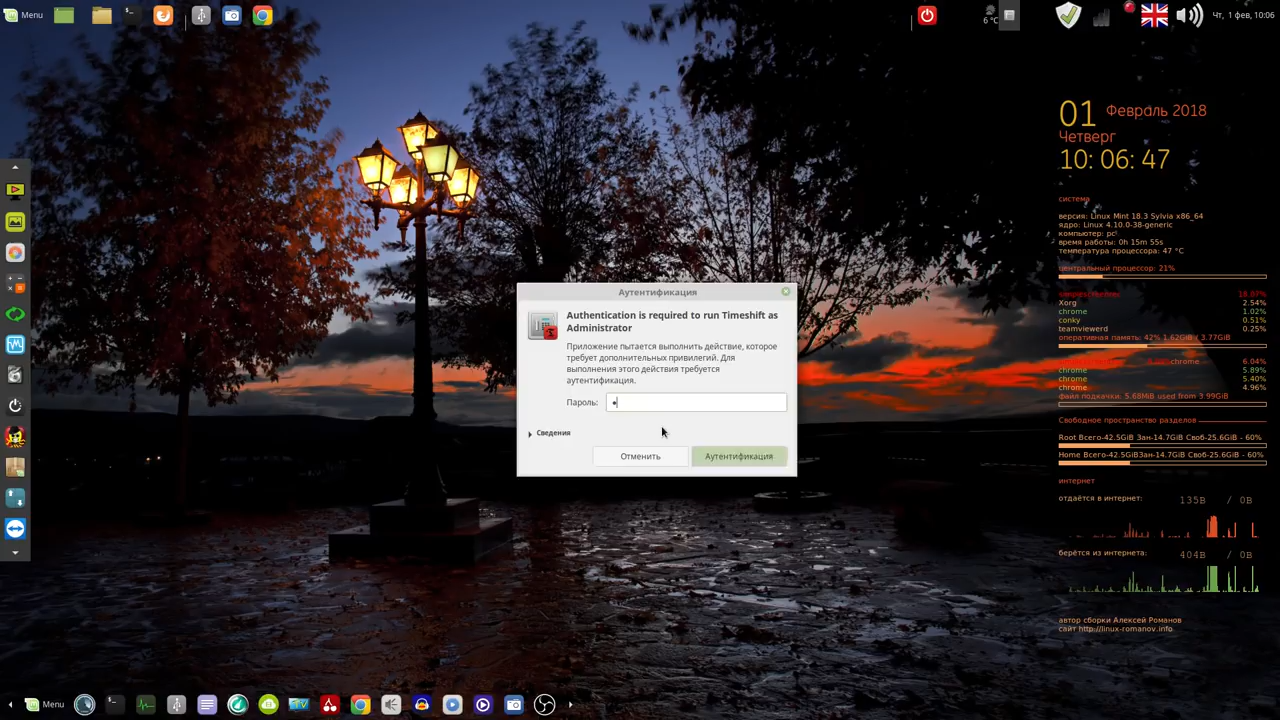 Menu
6 °C
Чт, 1 фев, 10:06
01 Февраль 2018
Четверг
10: 06: 47
система
версия: Linux Mint 18.3 Sylvia x86_64
ядро: Linux 4.10.0-38-generic
компьютер: pc
время работы: 0h 15m 55s
температура процессора: 47 °C
центральный процессор: 21%
18.07%
Xorg 2.54%
chrome 1.02%
conky 0.51%
teamviewerd 0.25%
оперативная память: 42% 1.62GiB / 3.77GiB
chrome 6.04%
chrome 5.89%
chrome 5.40%
chrome 4.96%
файл подкачки: 5.68MiB used from 3.99GiB
Свободное пространство разделов
Root Всего-42.5GiB Зан-14.7GiB Своб-25.6GiB - 60%
Home Всего-42.5GiBЗан-14.7GiB Своб-25.6GiB - 60%
интернет
отдаётся в интернет: 135B / 0B
берётся из интернета: 404B / 0B
автор сборки Алексей Романов
сайт http://linux-romanov.info
Аутентификация
Authentication is required to run Timeshift as
Administrator
Приложение пытается выполнить действие, которое
требует дополнительных привилегий. Для
выполнения этого действия требуется
аутентификация.
Пароль:
Сведения
Отменить Аутентификация
Menu